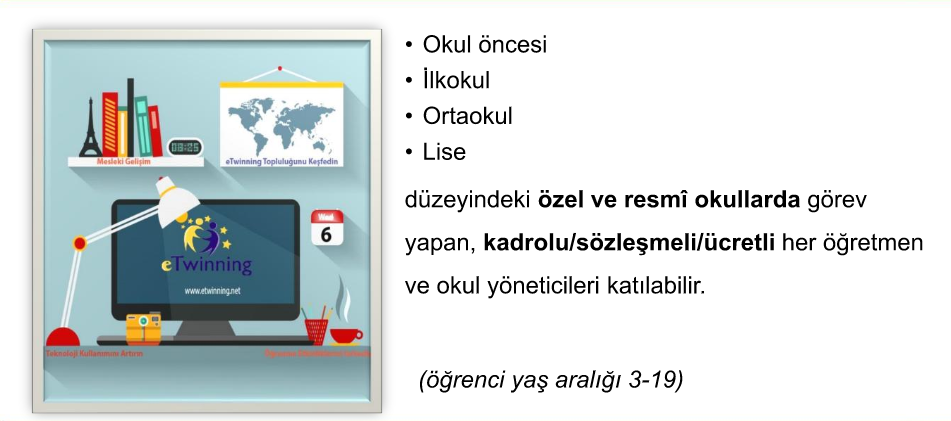 • Okul öncesi
• İlkokul
• Ortaokul
• Lise
düzeyindeki özel ve resmî okullarda görev
yapan, kadrolu/sözleşmeli/ücretli her öğretmen
ve okul yöneticileri katılabilir.
(öğrenci yaş aralığı 3-19)
Mesleki Gelişim
eTwinning Topluluğunu Keşfedin
eTwinning
www.etwinning.net
6
Teknoloji Kullanımını Artırın